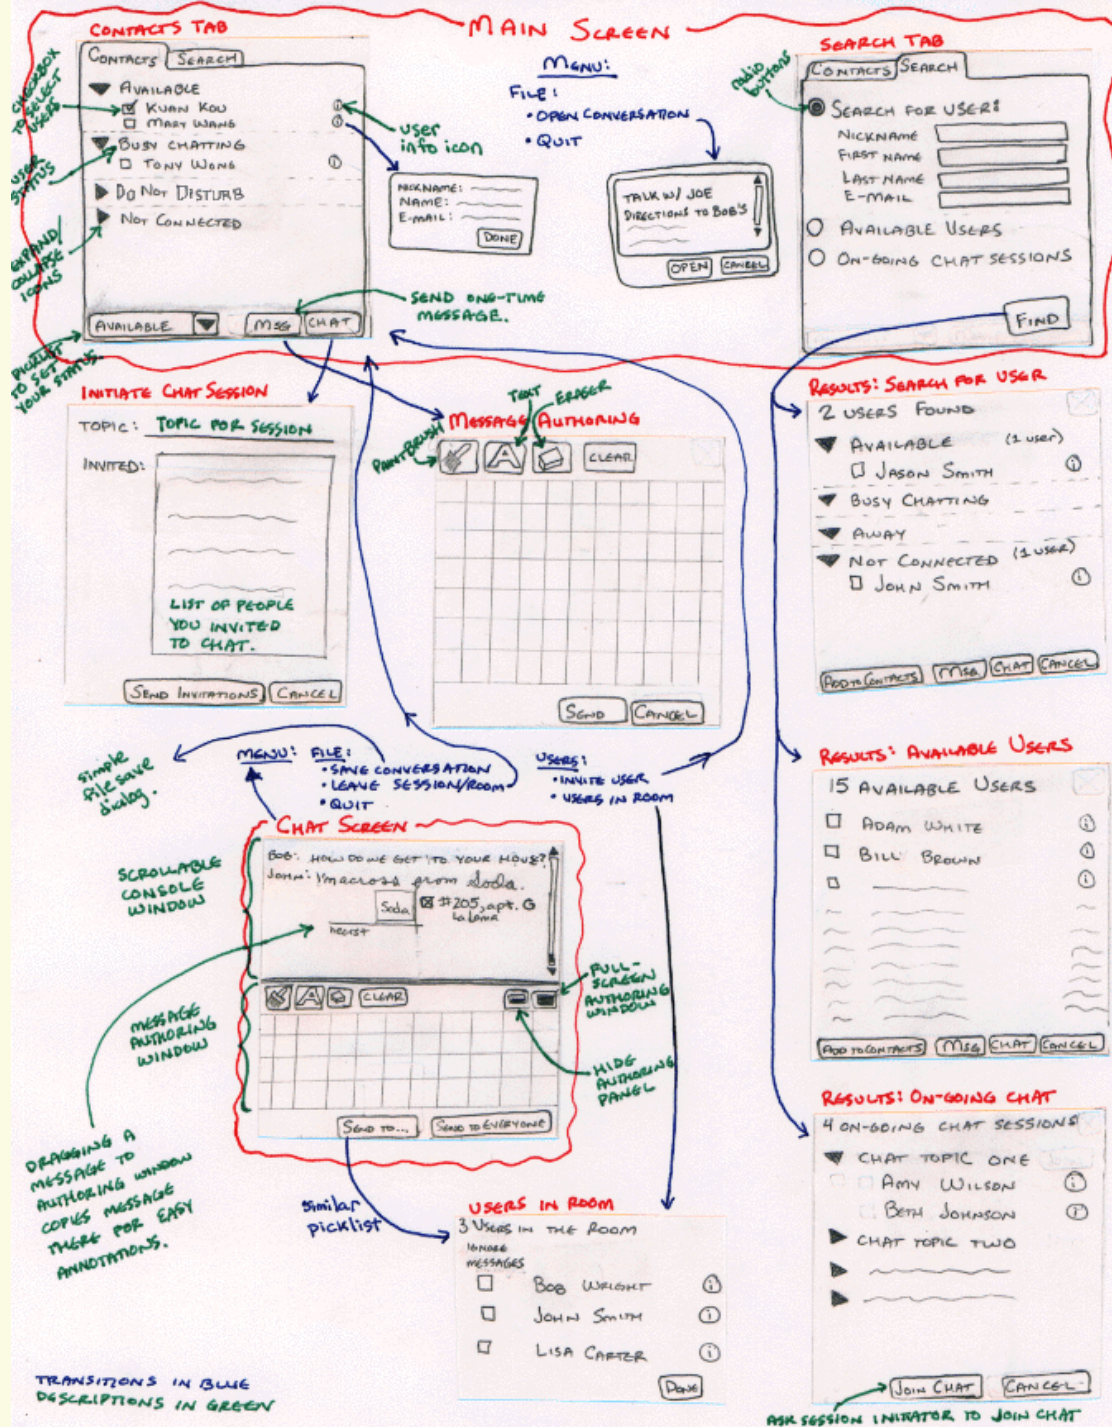 MAIN SCREEN
CONTACTS TAB
CONTACTS SEARCH
AVAILABLE
KUAN KOU
MARY WANG
BUSY CHATTING
TONY WONG
DO NOT DISTURB
NOT CONNECTED
AVAILABLE MSG CHAT
CHECKBOX
TO SELECT
USERS
USER
STATUS
EXPAND/
COLLAPSE
ICONS
PICKLIST
TO SET
YOUR STATUS.
user
info icon
SEND ONE-TIME
MESSAGE.
NICKNAME:
NAME:
E-MAIL:
DONE
MENU:
FILE:
• OPEN CONVERSATION
• QUIT
TALK W/ JOE
DIRECTIONS TO BOB'S
OPEN CANCEL
SEARCH TAB
CONTACTS SEARCH
radio
buttons
SEARCH FOR USER:
NICKNAME
FIRST NAME
LAST NAME
E-MAIL
AVAILABLE USERS
ON-GOING CHAT SESSIONS
FIND
INITIATE CHAT SESSION
TOPIC: TOPIC FOR SESSION
INVITED:
LIST OF PEOPLE
YOU INVITED
TO CHAT.
SEND INVITATIONS CANCEL
MESSAGE AUTHORING
PAINTBRUSH
TEXT
ERASER
A CLEAR
SEND CANCEL
RESULTS: SEARCH FOR USER
2 USERS FOUND
AVAILABLE (1 USER)
JASON SMITH
BUSY CHATTING
AWAY
NOT CONNECTED (1 USER)
JOHN SMITH
ADD TO CONTACTS MSG CHAT CANCEL
simple
file save
dialog.
MENU: FILE:
• SAVE CONVERSATION
• LEAVE SESSION/ROOM
• QUIT
USERS:
• INVITE USER
• USERS IN ROOM
CHAT SCREEN
BOB: HOW DO WE GET TO YOUR HOUSE?
JOHN: I'm across from Soda.
Soda #205, apt. G
La Loma
hearst
A CLEAR
SEND TO... SEND TO EVERYONE
SCROLLABLE
CONSOLE
WINDOW
MESSAGE
AUTHORING
WINDOW
FULL-
SCREEN
AUTHORING
WINDOW
HIDE
AUTHORING
PANEL
DRAGGING A
MESSAGE TO
AUTHORING WINDOW
COPIES MESSAGE
THERE FOR EASY
ANNOTATIONS.
similar
picklist
RESULTS: AVAILABLE USERS
15 AVAILABLE USERS
ADAM WHITE
BILL BROWN
ADD TO CONTACTS MSG CHAT CANCEL
USERS IN ROOM
3 USERS IN THE ROOM
IGNORE
MESSAGES
BOB WRIGHT
JOHN SMITH
LISA CARTER
DONE
RESULTS: ON-GOING CHAT
4 ON-GOING CHAT SESSIONS
CHAT TOPIC ONE
AMY WILSON
BETH JOHNSON
CHAT TOPIC TWO
JOIN CHAT CANCEL
ASK SESSION INITIATOR TO JOIN CHAT
TRANSITIONS IN BLUE
DESCRIPTIONS IN GREEN